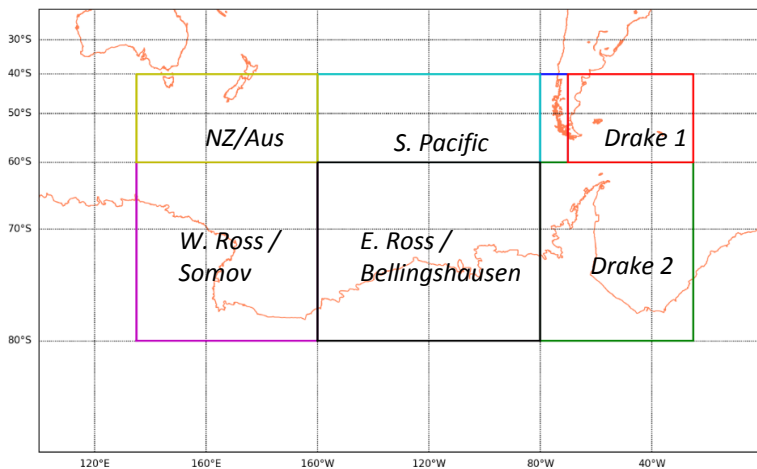 30°S
40°S
50°S
NZ/Aus
S. Pacific
Drake 1
60°S
70°S
W. Ross /
Somov
E. Ross /
Bellingshausen
Drake 2
80°S
120°E
160°E
160°W
120°W
80°W
40°W